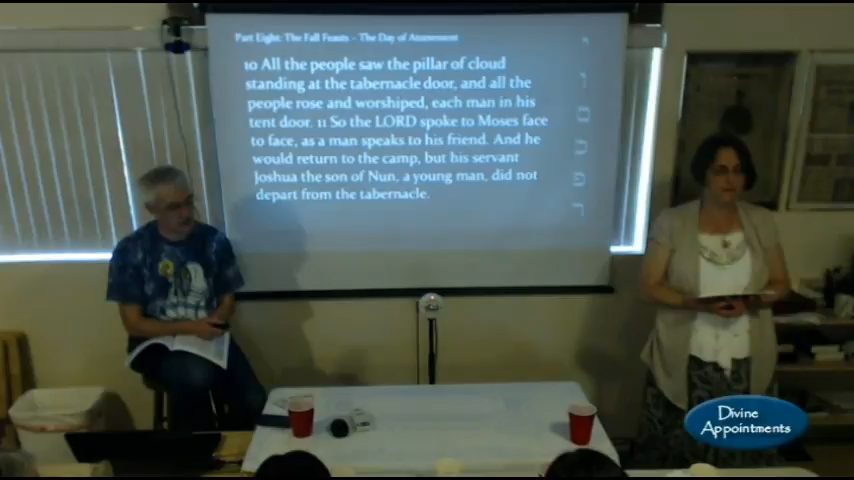 Part Eight: The Fall Feasts – The Day of Atonement
10 All the people saw the pillar of cloud
standing at the tabernacle door, and all the
people rose and worshiped, each man in his
tent door. 11 So the LORD spoke to Moses face
to face, as a man speaks to his friend. And he
would return to the camp, but his servant
Joshua the son of Nun, a young man, did not
depart from the tabernacle.
Divine
Appointments